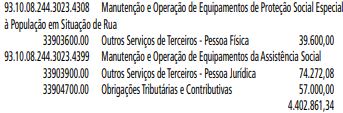 93.10.08.244.3023.4308 Manutenção e Operação de Equipamentos de Proteção Social Especial
à População em Situação de Rua
33903600.00 Outros Serviços de Terceiros - Pessoa Física 39.600,00
93.10.08.244.3023.4399 Manutenção e Operação de Equipamentos da Assistência Social
33903900.00 Outros Serviços de Terceiros - Pessoa Jurídica 74.272,08
33904700.00 Obrigações Tributárias e Contributivas 57.000,00
4.402.861,34